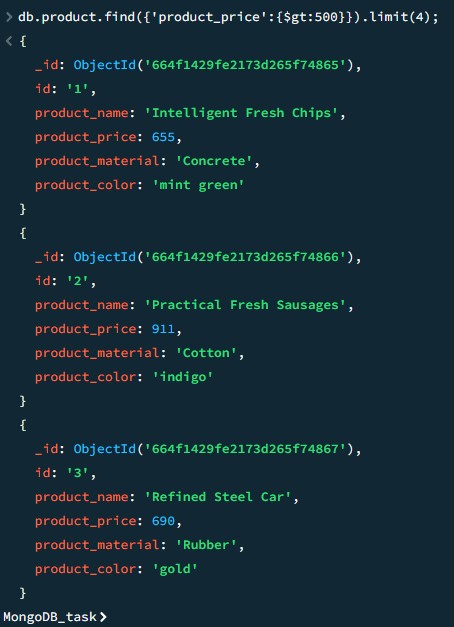 > db.product.find({'product_price':{$gt:500}}).limit(4);
< {
_id: ObjectId('664f1429fe2173d265f74865'),
id: '1',
product_name: 'Intelligent Fresh Chips',
product_price: 655,
product_material: 'Concrete',
product_color: 'mint green'
}
{
_id: ObjectId('664f1429fe2173d265f74866'),
id: '2',
product_name: 'Practical Fresh Sausages',
product_price: 911,
product_material: 'Cotton',
product_color: 'indigo'
}
{
_id: ObjectId('664f1429fe2173d265f74867'),
id: '3',
product_name: 'Refined Steel Car',
product_price: 690,
product_material: 'Rubber',
product_color: 'gold'
}
MongoDB_task>